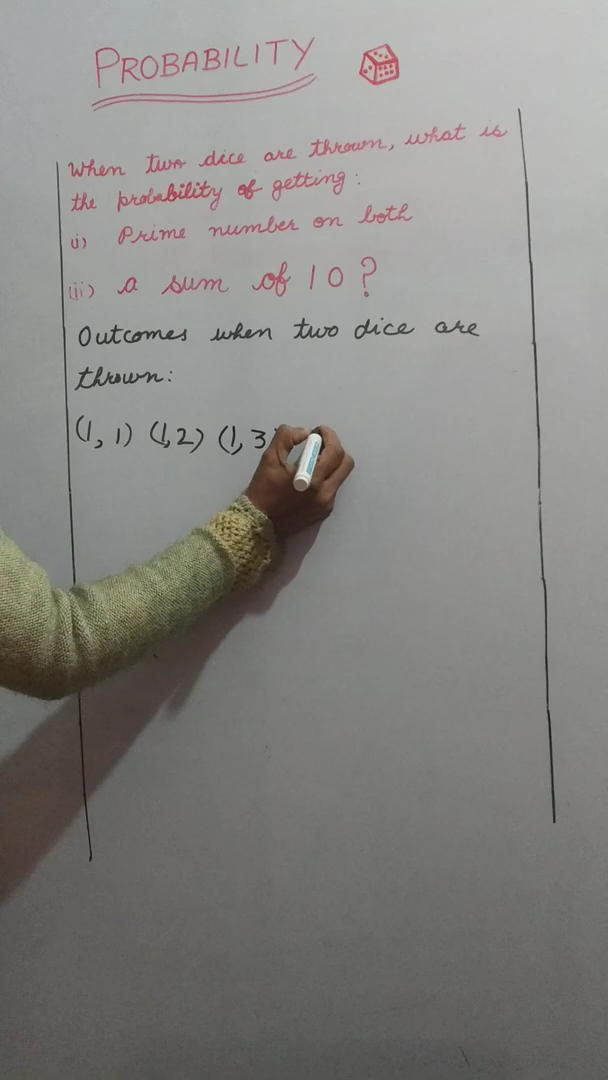 PROBABILITY
When two dice are thrown, what is
the probability of getting:
(i) Prime number on both
(ii) a sum of 10?
Outcomes when two dice are
thrown:
(1, 1) (1,2) (1,3)